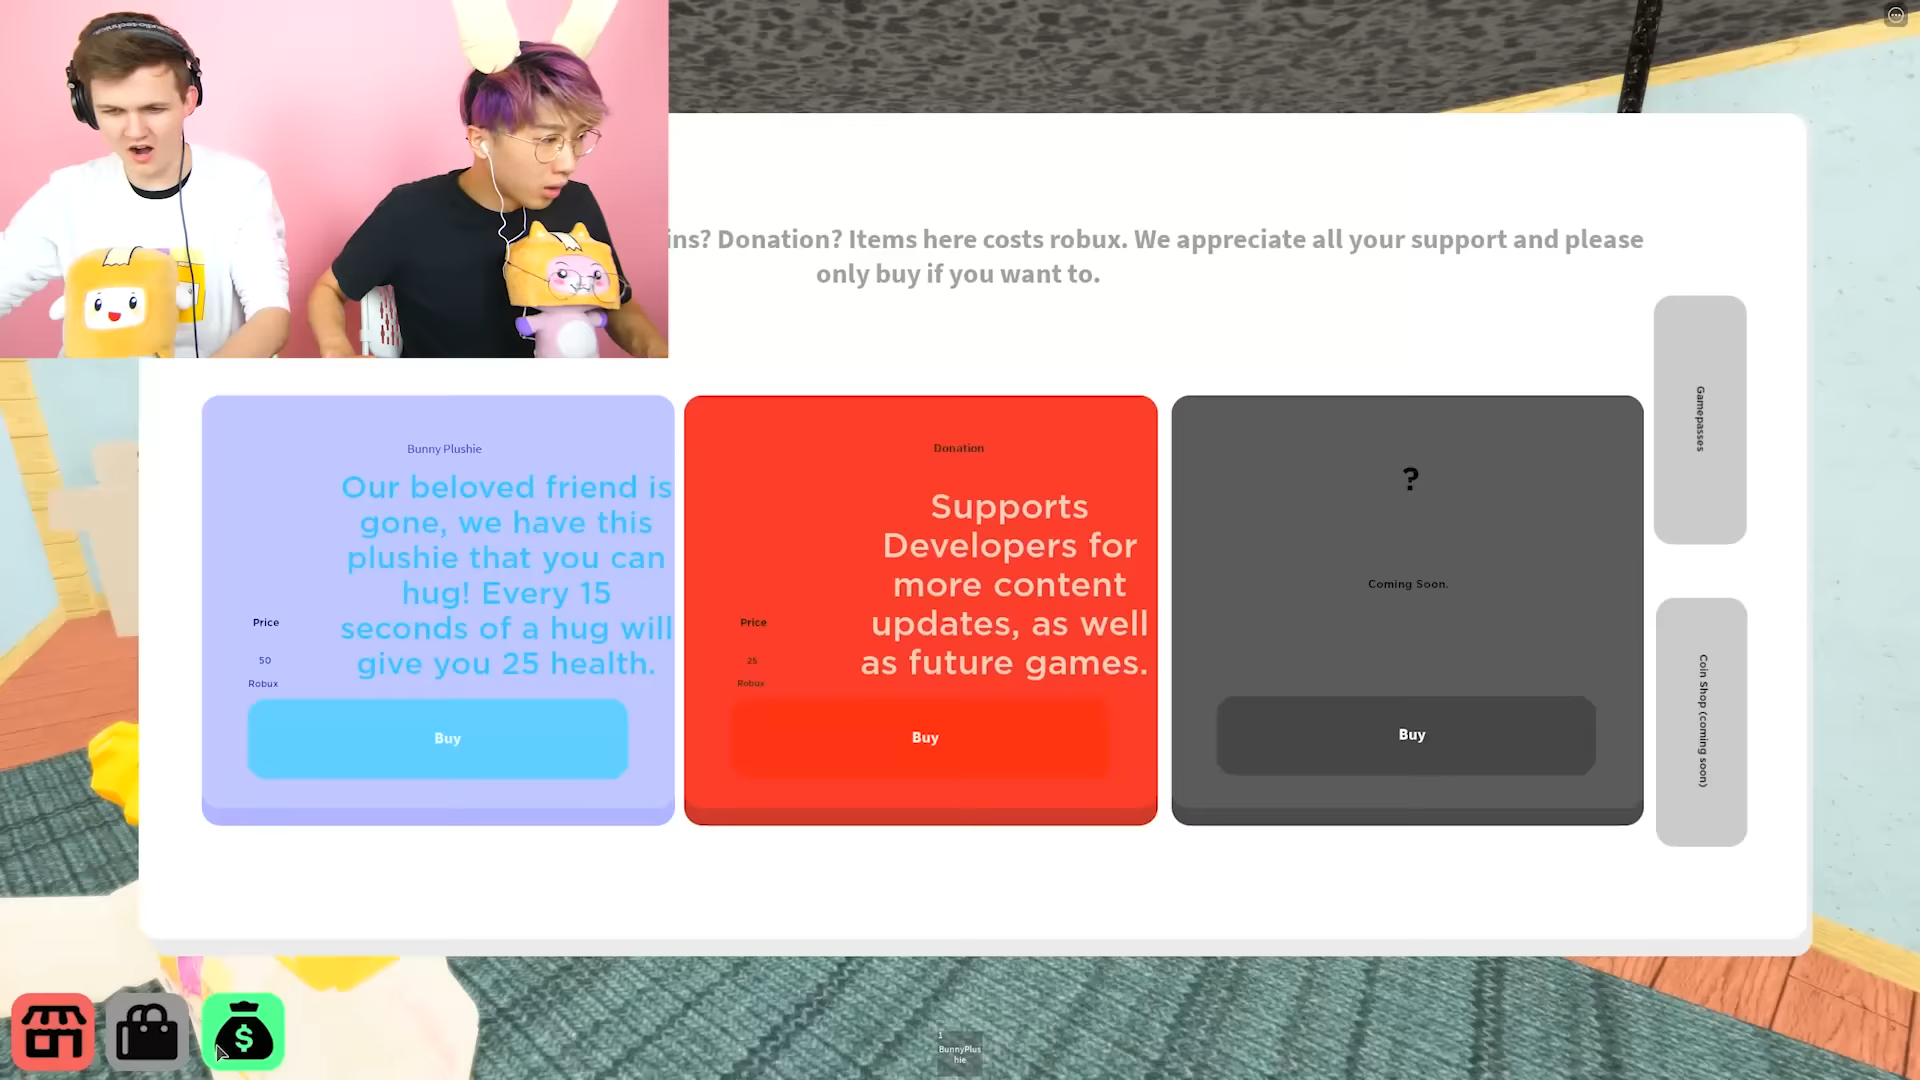 ins? Donation? Items here costs robux. We appreciate all your support and please
only buy if you want to.
Gamepasses
Bunny Plushie
Our beloved friend is
gone, we have this
plushie that you can
hug! Every 15
seconds of a hug will
give you 25 health.
Price
50
Robux
Buy
Donation
Supports
Developers for
more content
updates, as well
as future games.
Price
25
Robux
Buy
?
Coming Soon.
Buy
Coin Shop (coming soon)
$
1
BunnyPlus
hie